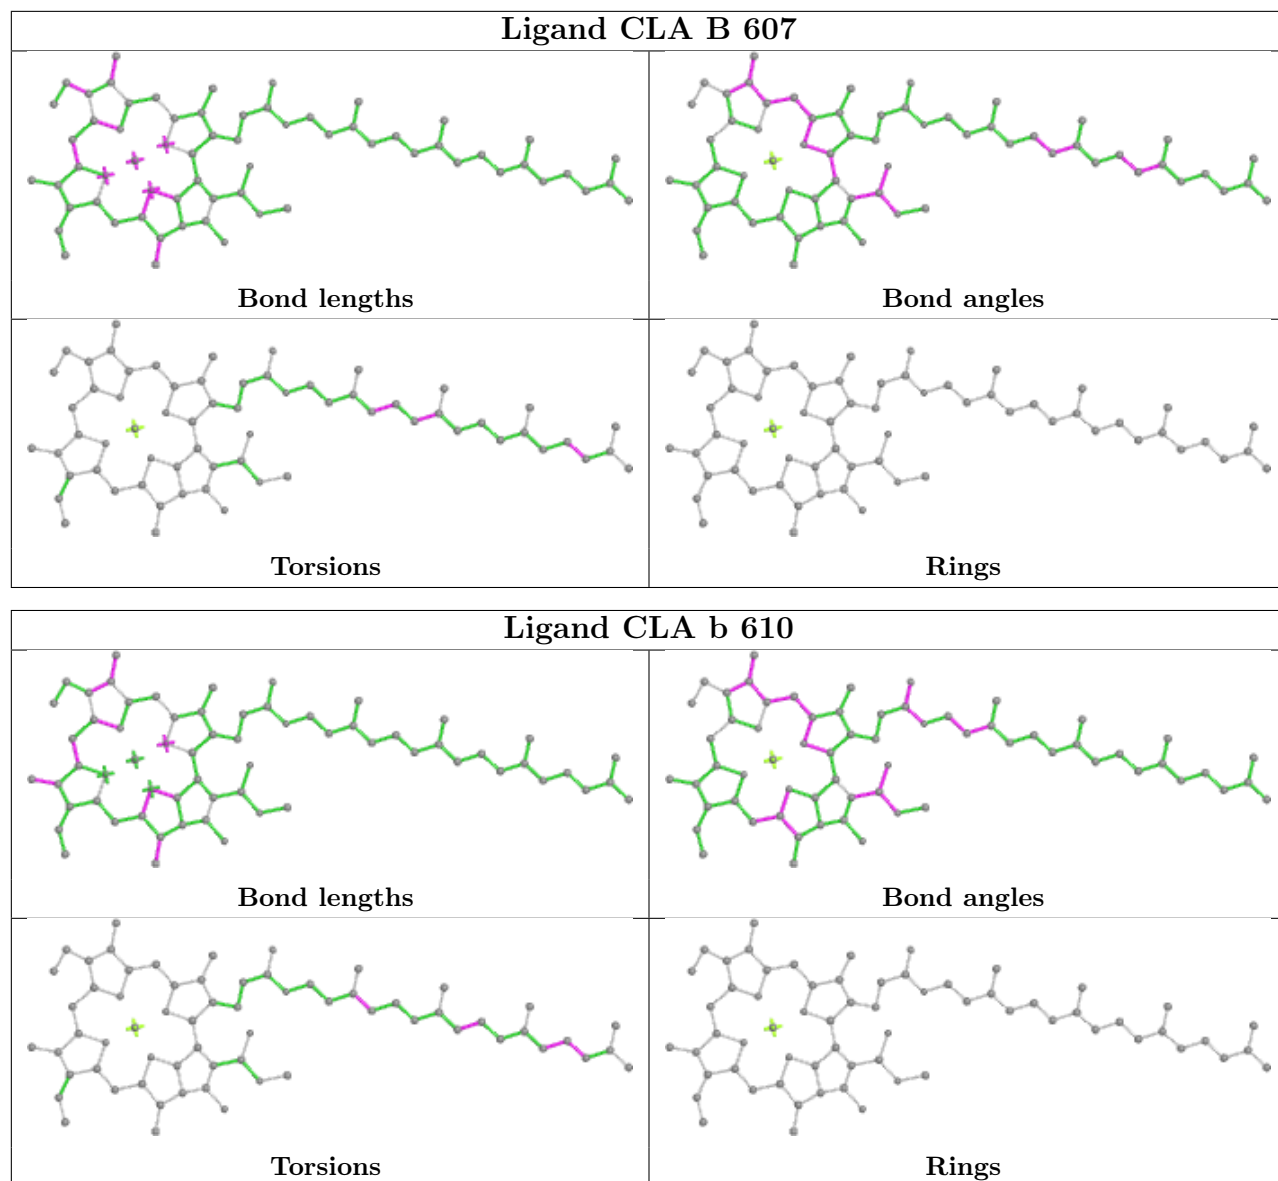 Ligand CLA B 607
Bond lengths
Bond angles
Torsions
Rings
Ligand CLA b 610
Bond lengths
Bond angles
Torsions
Rings